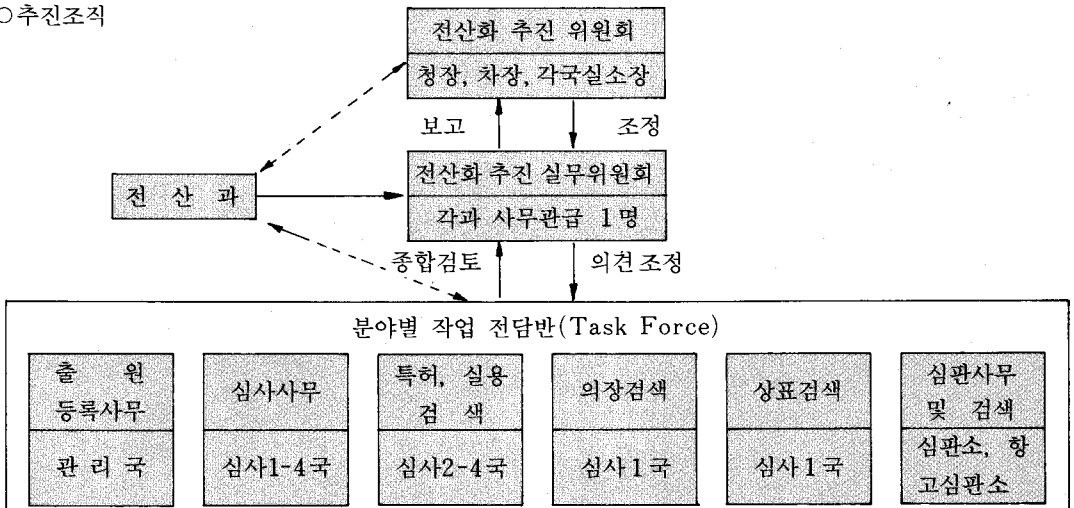 ○추진조직
전산화 추진 위원회
청장, 차장, 각국실소장
보고 조정
전산화 추진 실무위원회
각과 사무관급 1명
전 산 과
종합검토 의견 조정
분야별 작업 전담반(Task Force)
출 원
등록사무
관 리 국
심사사무
심사1-4국
특허, 실용
검 색
심사2-4국
의장검색
심사1국
상표검색
심사1국
심판사무
및 검색
심판소, 항
고심판소